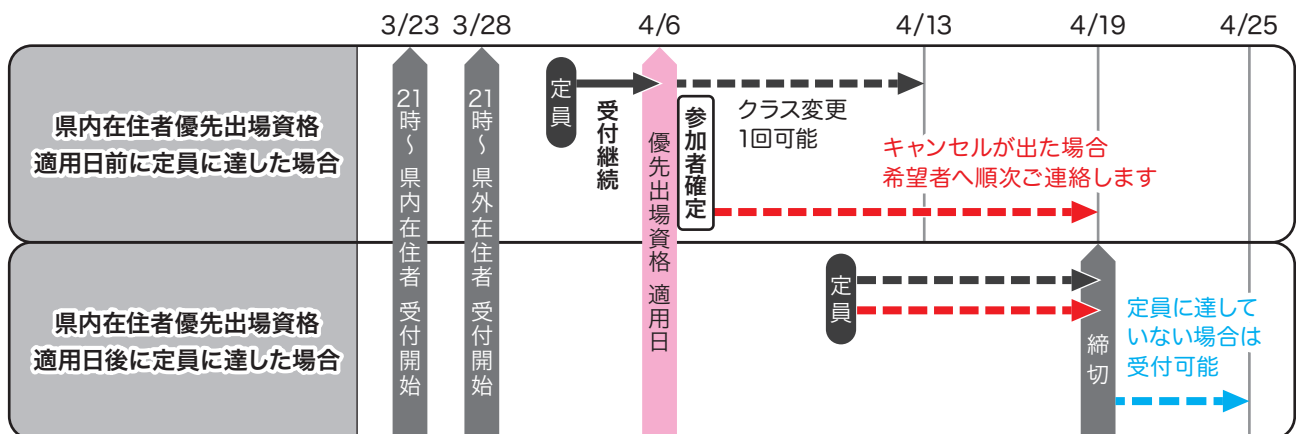 3/23
3/28
4/6
4/13
4/19
4/25
県内在住者優先出場資格
適用日前に定員に達した場合
21時～ 県内在住者 受付開始
21時～ 県外在住者 受付開始
定員
受付継続
優先出場資格 適用日
参加者確定
クラス変更
1回可能
キャンセルが出た場合
希望者へ順次ご連絡します
県内在住者優先出場資格
適用日後に定員に達した場合
定員
締切
定員に達して
いない場合は
受付可能